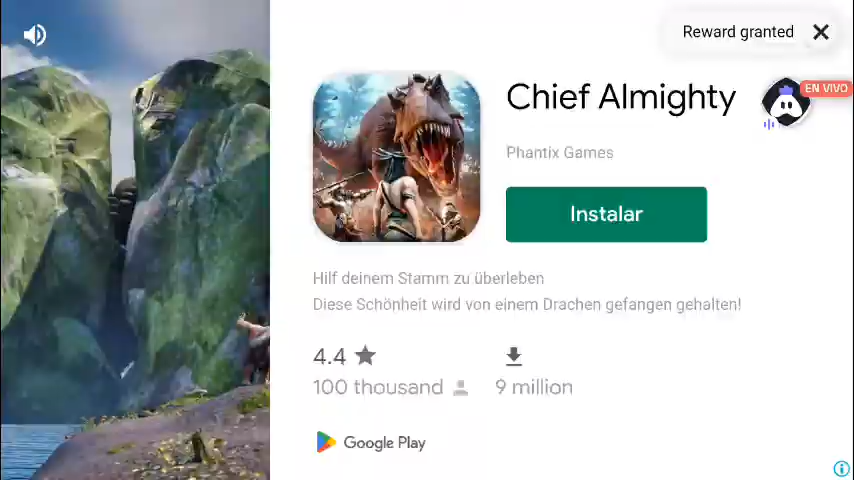 Reward granted
EN VIVO
Chief Almighty
Phantix Games
Instalar
Hilf deinem Stamm zu überleben
Diese Schönheit wird von einem Drachen gefangen gehalten!
4.4
100 thousand
9 million
Google Play